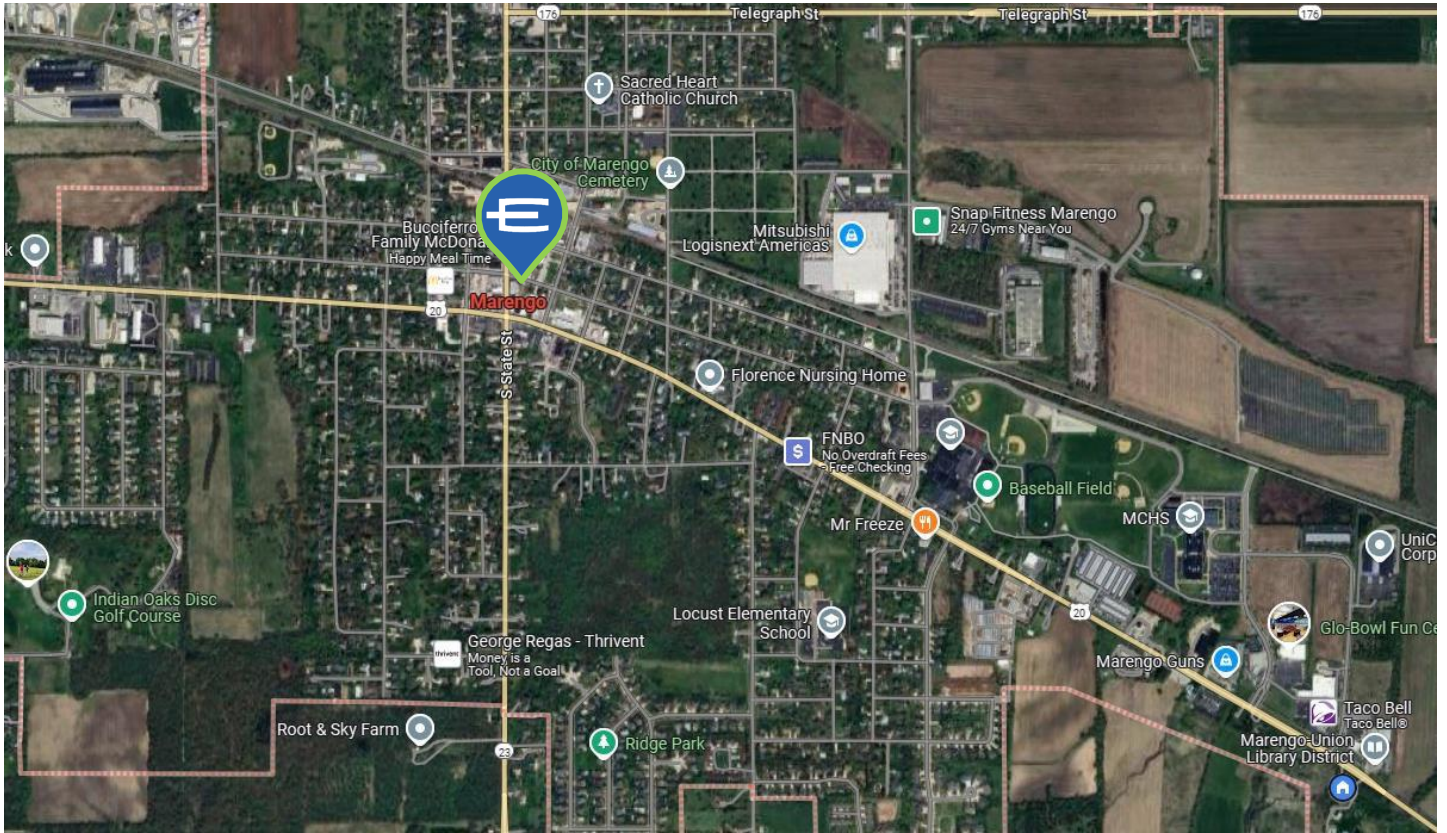 176
Telegraph St
Telegraph St
176
Sacred Heart
Catholic Church
City of Marengo
Cemetery
Snap Fitness Marengo
24/7 Gyms Near You
Mitsubishi
Logisnext Americas
Bucciferro
Family McDona
Happy Meal Time
k
Marengo
20
S State St
Florence Nursing Home
FNBO
No Overdraft Fees
- Free Checking
Baseball Field
Mr Freeze
MCHS
UniC
Corp
Indian Oaks Disc
Golf Course
Locust Elementary
School
20
Glo-Bowl Fun Ce
thrivent
George Regas - Thrivent
Money is a
Tool, Not a Goal
Marengo Guns
Root & Sky Farm
23
Ridge Park
Taco Bell
Taco Bell®
Marengo-Union
Library District